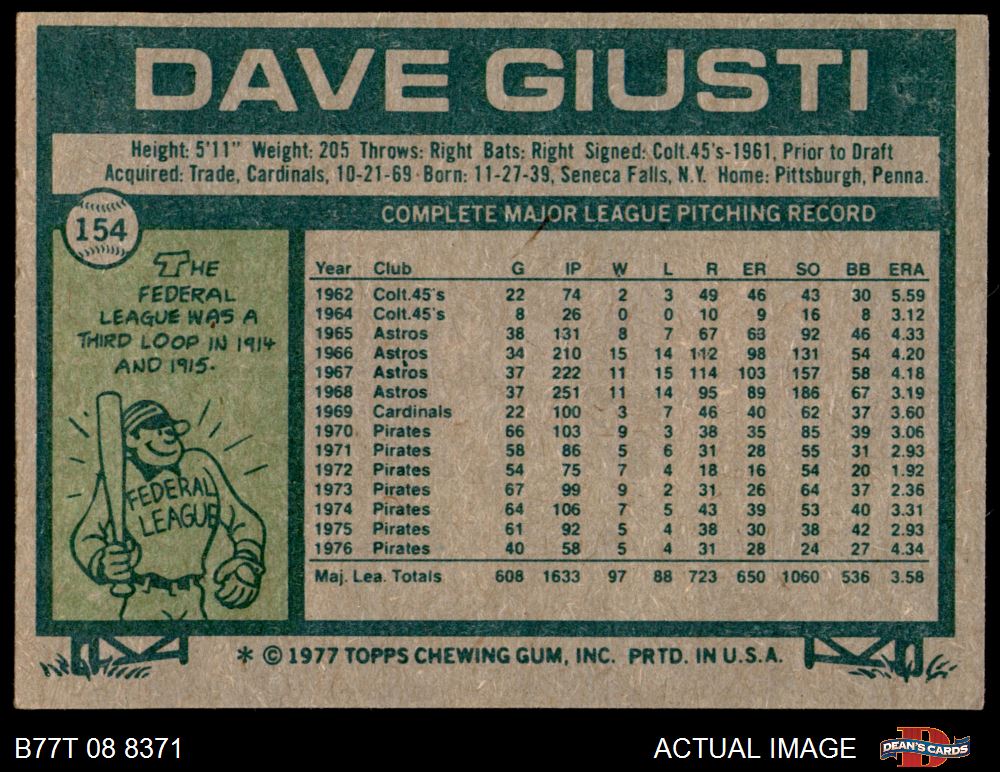 DAVE GIUSTI
Height: 5'11" Weight: 205 Throws: Right Bats: Right Signed: Colt.45's-1961, Prior to Draft
Acquired: Trade, Cardinals, 10-21-69 Born: 11-27-39, Seneca Falls, N.Y. Home: Pittsburgh, Penna.
154
COMPLETE MAJOR LEAGUE PITCHING RECORD
THE
FEDERAL
LEAGUE WAS A
THIRD LOOP IN 1914
AND 1915.
FEDERAL
LEAGUE
Year Club G IP W L R ER SO BB ERA
1962 Colt.45's 22 74 2 3 49 46 43 30 5.59
1964 Colt.45's 8 26 0 0 10 9 16 8 3.12
1965 Astros 38 131 8 7 67 63 92 46 4.33
1966 Astros 34 210 15 14 112 98 131 54 4.20
1967 Astros 37 222 11 15 114 103 157 58 4.18
1968 Astros 37 251 11 14 95 89 186 67 3.19
1969 Cardinals 22 100 3 7 46 40 62 37 3.60
1970 Pirates 66 103 9 3 38 35 85 39 3.06
1971 Pirates 58 86 5 6 31 28 55 31 2.93
1972 Pirates 54 75 7 4 18 16 54 20 1.92
1973 Pirates 67 99 9 2 31 26 64 37 2.36
1974 Pirates 64 106 7 5 43 39 53 40 3.31
1975 Pirates 61 92 5 4 38 30 38 42 2.93
1976 Pirates 40 58 5 4 31 28 24 27 4.34
Maj. Lea. Totals 608 1633 97 88 723 650 1060 536 3.58
* © 1977 TOPPS CHEWING GUM, INC. PRTD. IN U.S.A.
B77T 08 8371
ACTUAL IMAGE
DEAN'S CARDS